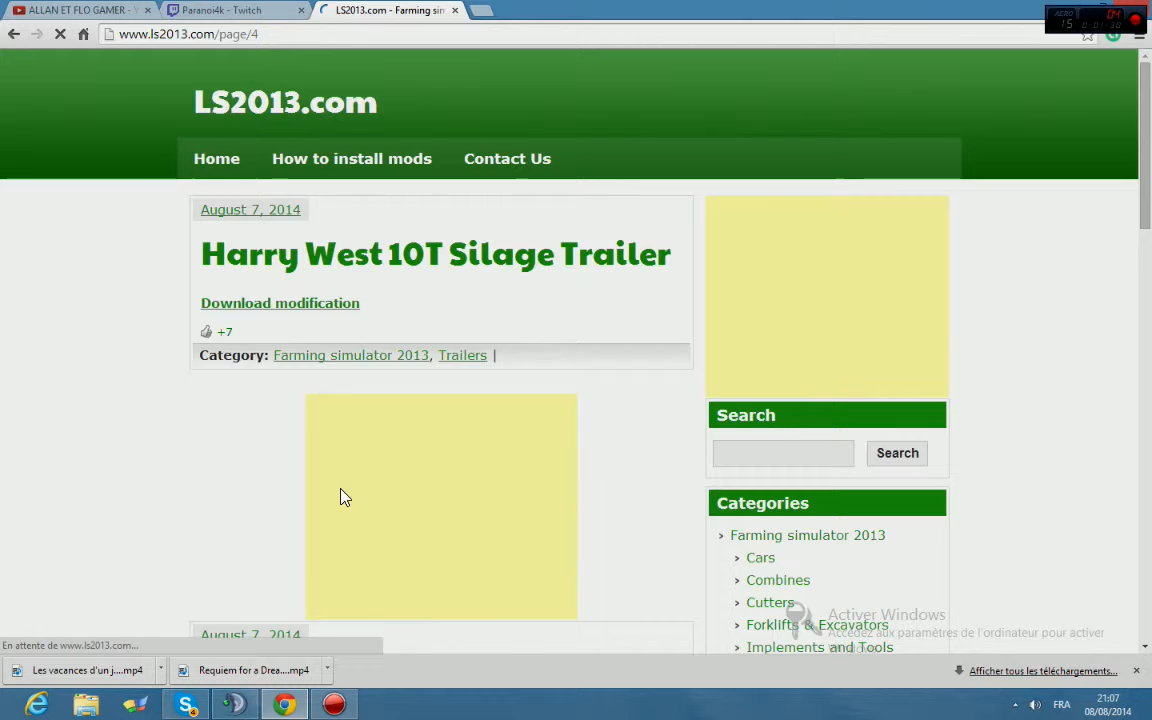 ALLAN ET FLO GAMER - Y
Paranoi4k - Twitch
LS2013.com - Farming sim
www.ls2013.com/page/4
LS2013.com
Home How to install mods Contact Us
August 7, 2014
Harry West 10T Silage Trailer
Download modification
+7
Category: Farming simulator 2013, Trailers |
August 7, 2014
Search
Search
Categories
Farming simulator 2013
Cars
Combines
Cutters
Forklifts & Excavators
Implements and Tools
Activer Windows
Accédez aux paramètres de l'ordinateur pour activer
En attente de www.ls2013.com...
Les vacances d'un j....mp4
Requiem for a Drea....mp4
Afficher tous les téléchargements...
FRA
21:07
08/08/2014